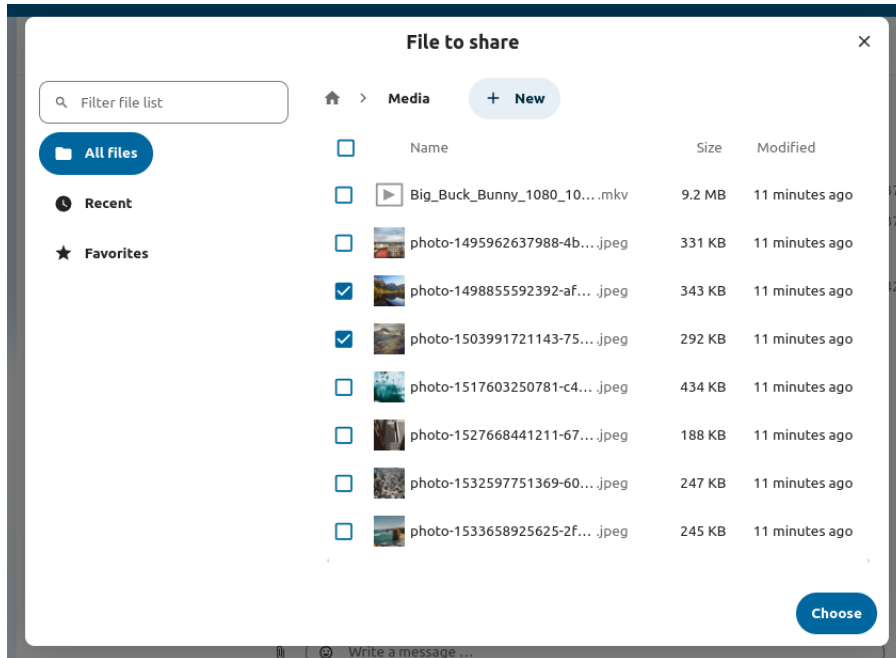 File to share
Filter file list
Media
+ New
All files
Recent
Favorites
Name Size Modified
Big_Buck_Bunny_1080_10... .mkv 9.2 MB 11 minutes ago
photo-1495962637988-4b... .jpeg 331 KB 11 minutes ago
photo-1498855592392-af... .jpeg 343 KB 11 minutes ago
photo-1503991721143-75... .jpeg 292 KB 11 minutes ago
photo-1517603250781-c4... .jpeg 434 KB 11 minutes ago
photo-1527668441211-67... .jpeg 188 KB 11 minutes ago
photo-1532597751369-60... .jpeg 247 KB 11 minutes ago
photo-1533658925625-2f... .jpeg 245 KB 11 minutes ago
Choose
Write a message ...